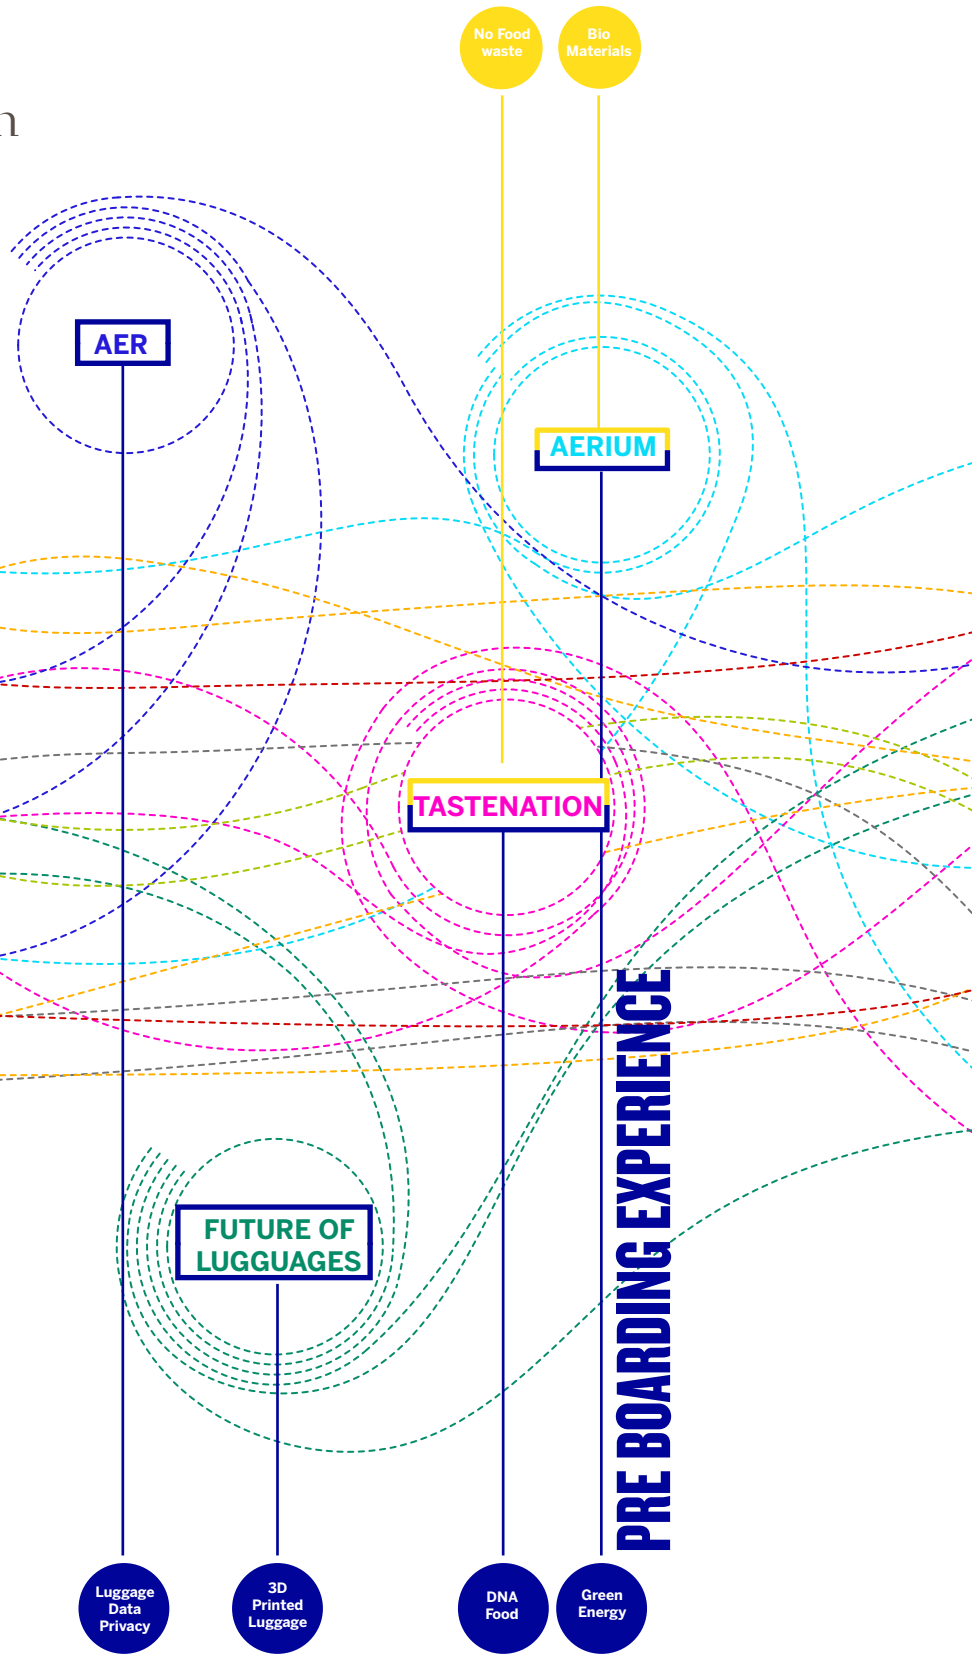 No Food
waste
Bio
Materials
n
AER
AERIUM
TASTENATION
FUTURE OF
LUGGUAGES
PRE BOARDING EXPERIENCE
Luggage
Data
Privacy
3D
Printed
Luggage
DNA
Food
Green
Energy